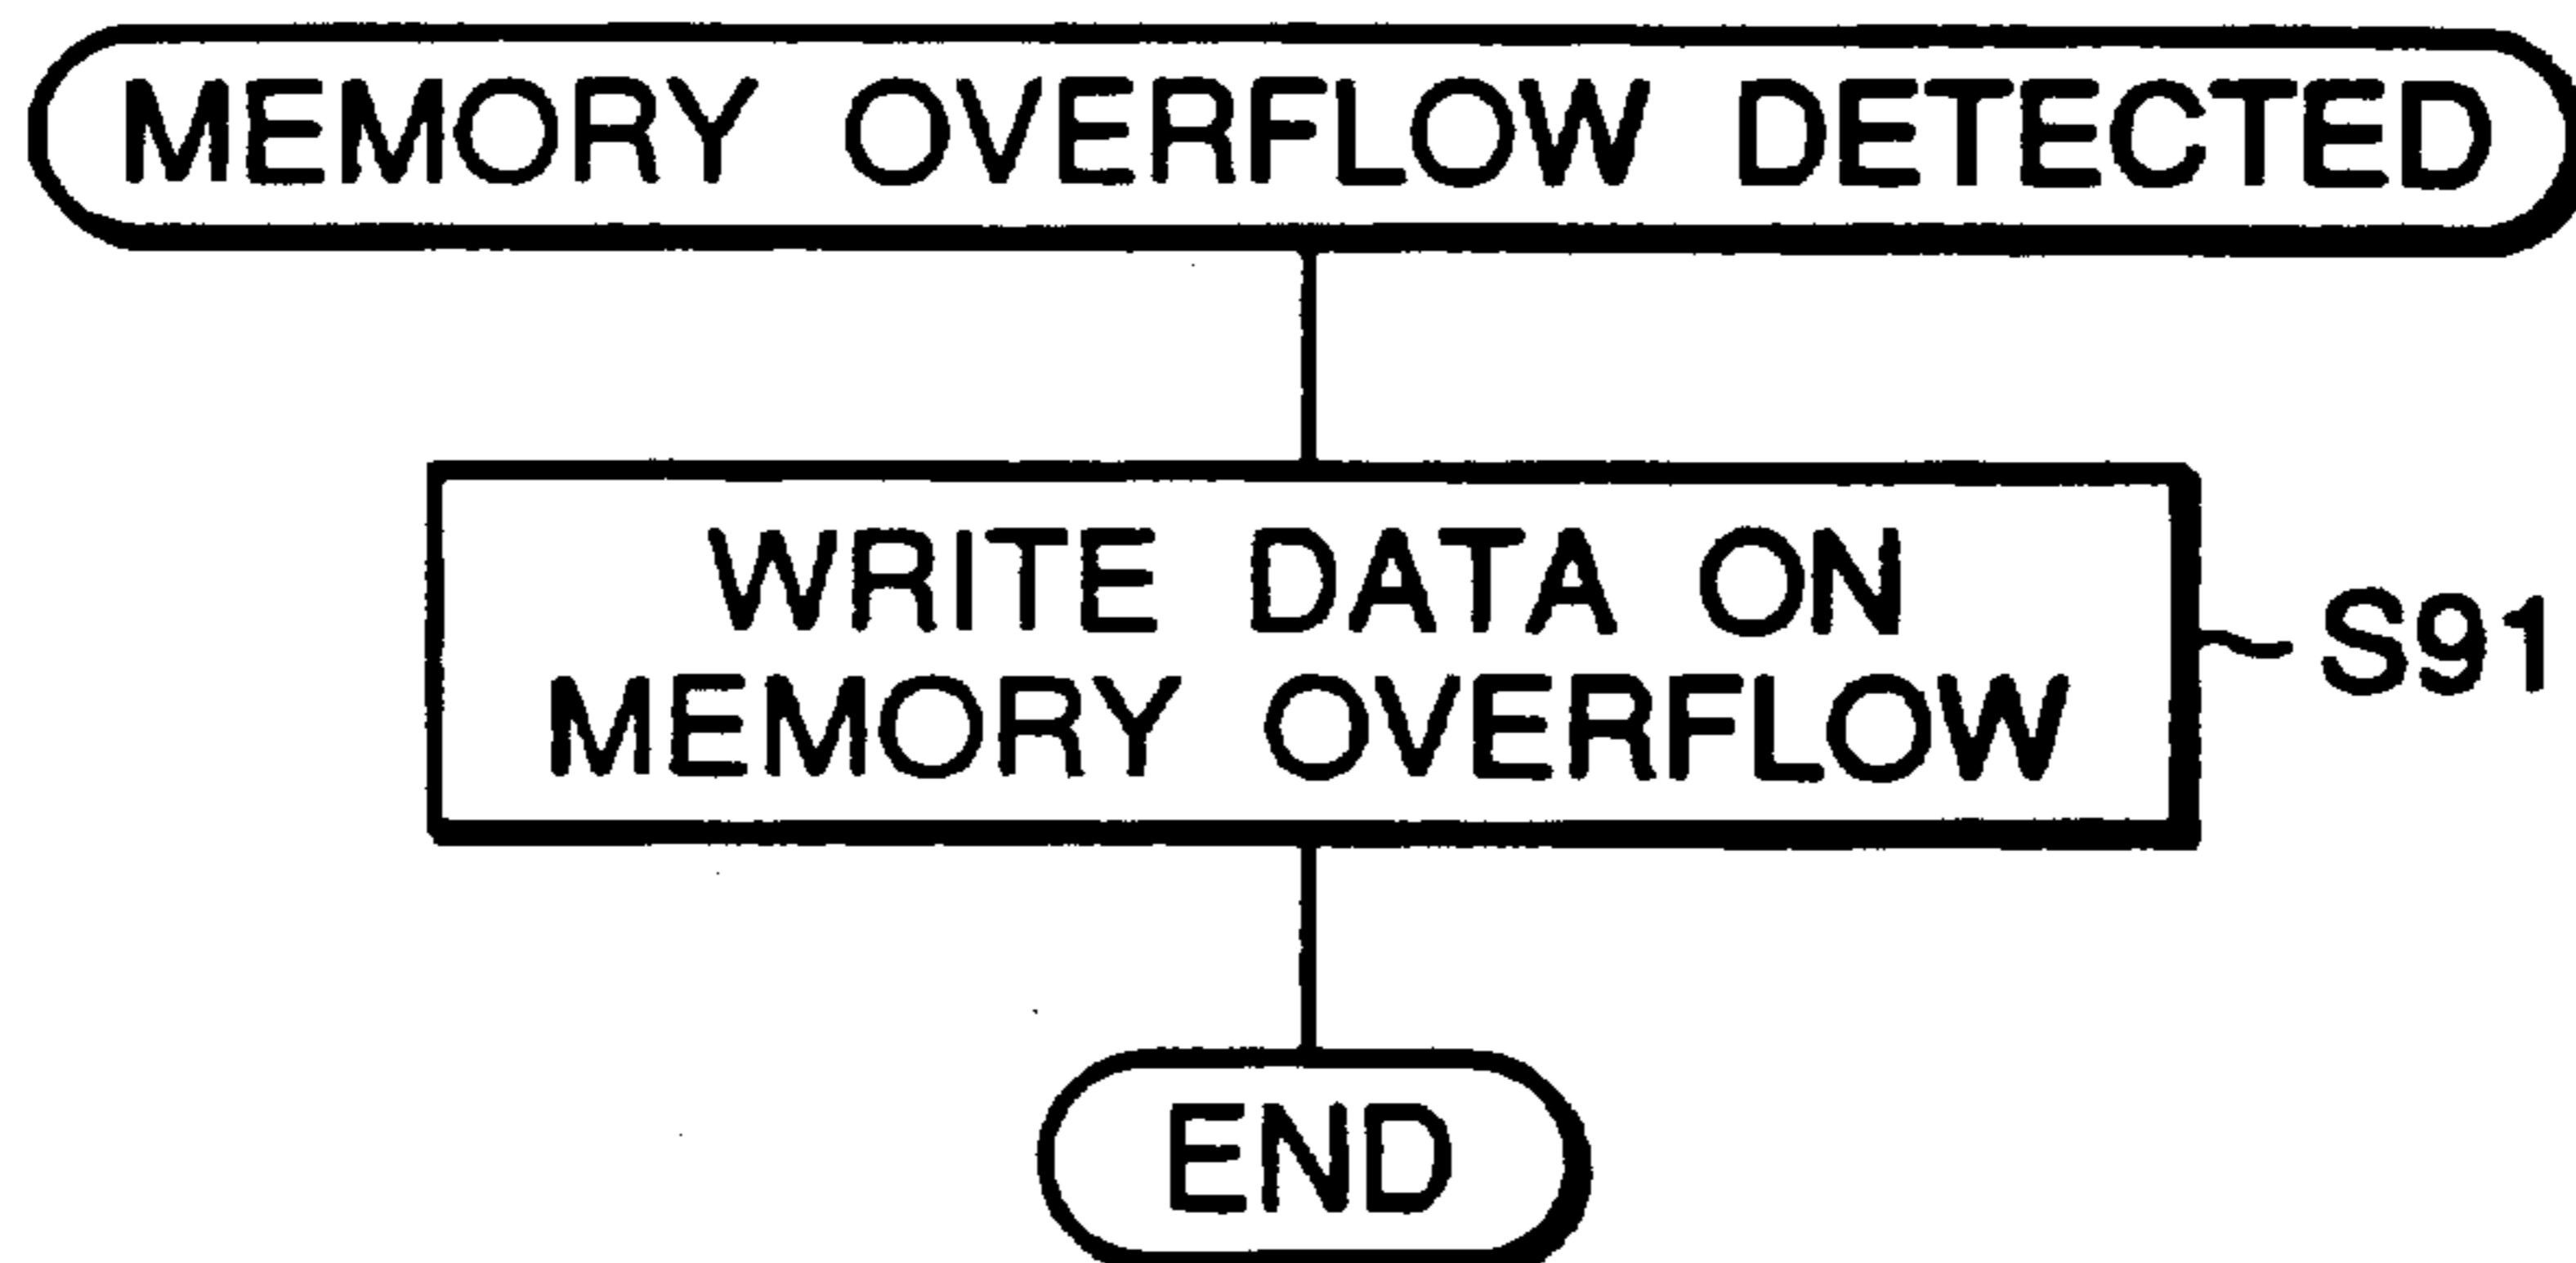 MEMORY OVERFLOW DETECTED
WRITE DATA ON
MEMORY OVERFLOW
S91
END